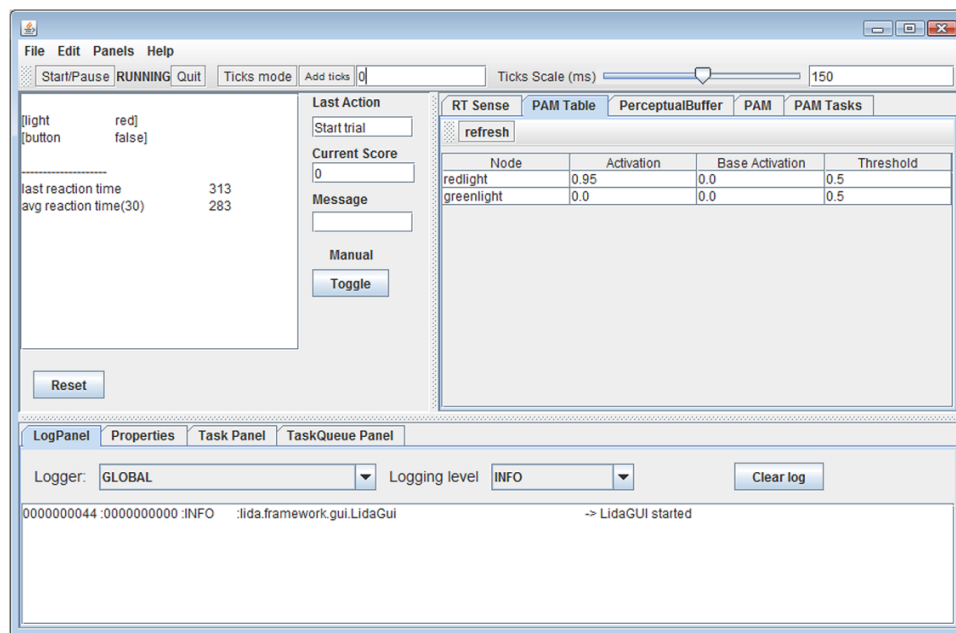 File Edit Panels Help
Start/Pause RUNNING Quit Ticks mode Add ticks 0 Ticks Scale (ms) 150
[light red]
[button false]
--------------------
last reaction time 313
avg reaction time(30) 283
Reset
Last Action
Start trial
Current Score
0
Message
Manual
Toggle
RT Sense PAM Table PerceptualBuffer PAM PAM Tasks
refresh
Node Activation Base Activation Threshold
redlight 0.95 0.0 0.5
greenlight 0.0 0.0 0.5
LogPanel Properties Task Panel TaskQueue Panel
Logger: GLOBAL Logging level INFO Clear log
0000000044 :0000000000 :INFO :lida.framework.gui.LidaGui -> LidaGUI started